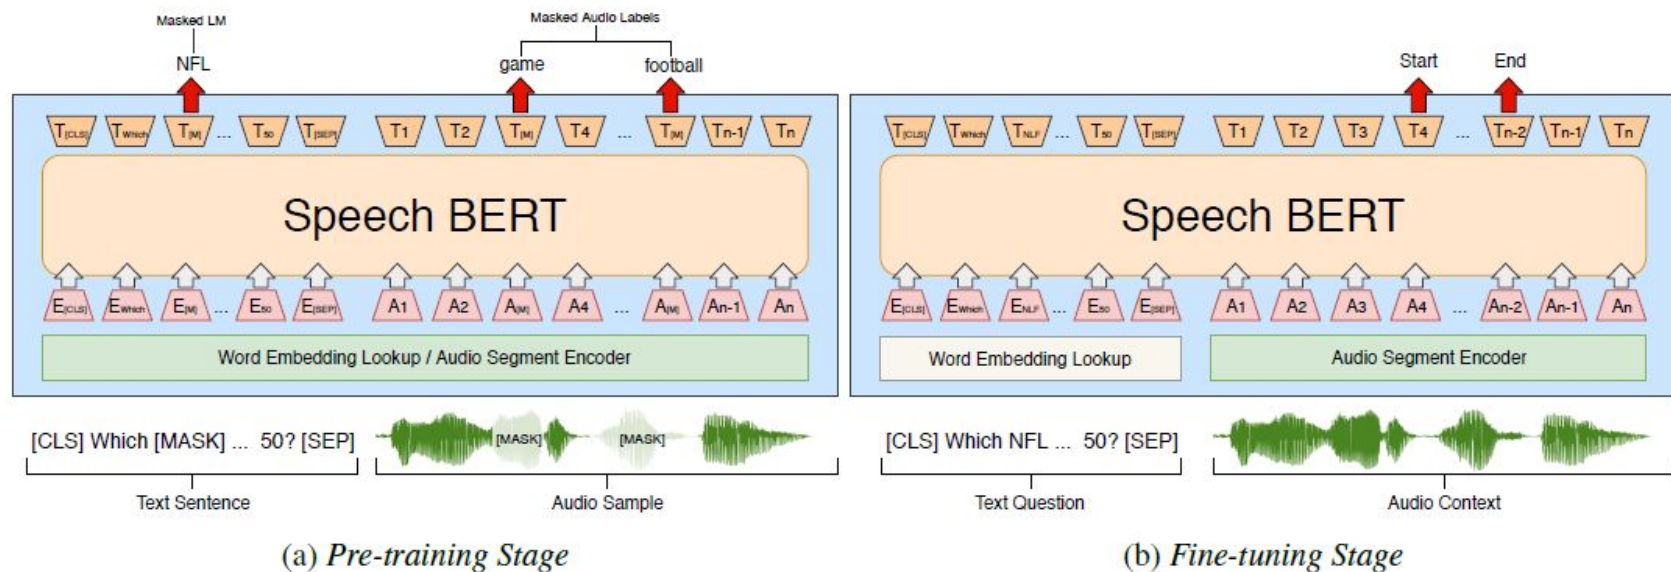 Masked LM
Masked Audio Labels
NFL
game
football
T[CLS] TWhich T[M] ... T50 T[SEP] T1 T2 T[M] T4 ... T[M] Tn-1 Tn
Speech BERT
E[CLS] EWhich E[M] ... E50 E[SEP] A1 A2 A[M] A4 ... A[M] An-1 An
Word Embedding Lookup / Audio Segment Encoder
[CLS] Which [MASK] ... 50? [SEP]
[MASK]
[MASK]
Text Sentence
Audio Sample
(a) Pre-training Stage
Start
End
T[CLS] TWhich TNLF ... T50 T[SEP] T1 T2 T3 T4 ... Tn-2 Tn-1 Tn
Speech BERT
E[CLS] EWhich ENLF ... E50 E[SEP] A1 A2 A3 A4 ... An-2 An-1 An
Word Embedding Lookup
Audio Segment Encoder
[CLS] Which NFL ... 50? [SEP]
Text Question
Audio Context
(b) Fine-tuning Stage